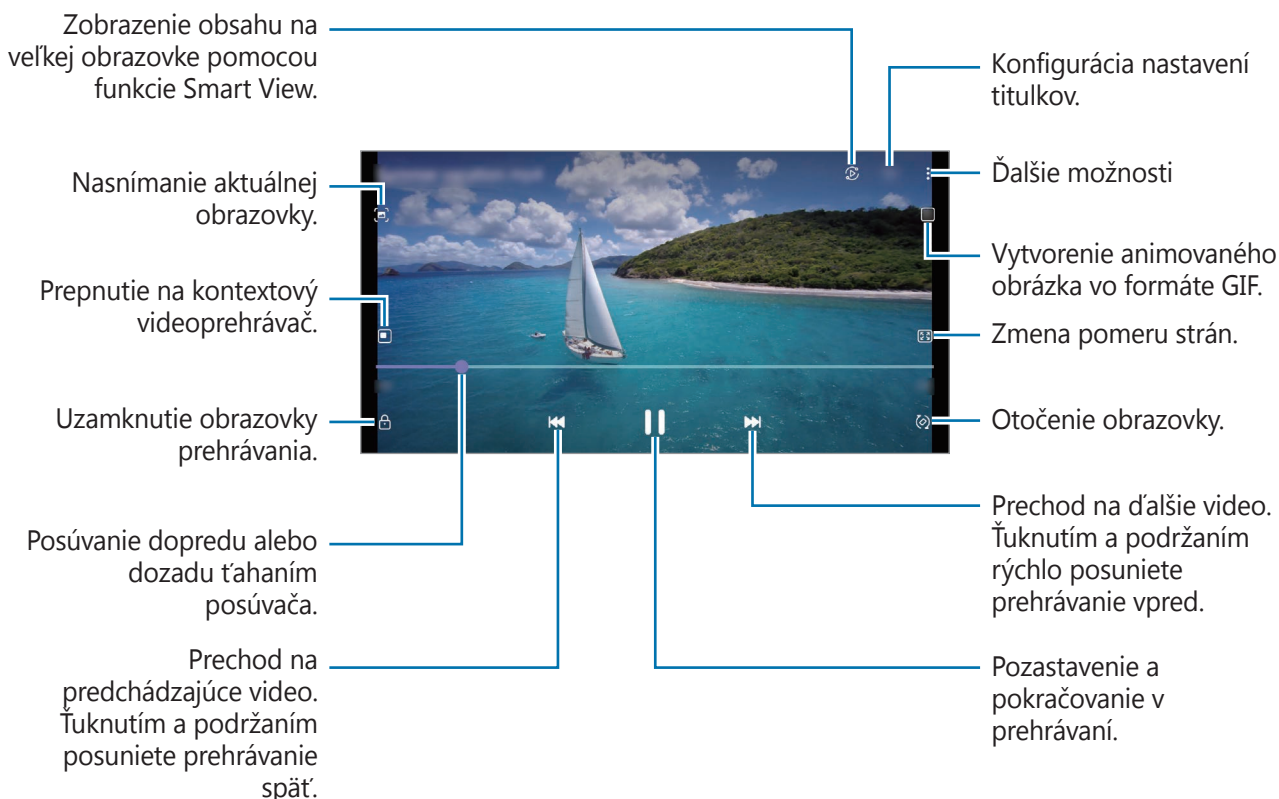 Zobrazenie obsahu na
veľkej obrazovke pomocou
funkcie Smart View.
Nasnímanie aktuálnej
obrazovky.
Prepnutie na kontextový
videoprehrávač.
Uzamknutie obrazovky
prehrávania.
Posúvanie dopredu alebo
dozadu ťahaním
posúvača.
Prechod na
predchádzajúce video.
Ťuknutím a podržaním
posuniete prehrávanie
späť.
Konfigurácia nastavení
titulkov.
Ďalšie možnosti
Vytvorenie animovaného
obrázka vo formáte GIF.
Zmena pomeru strán.
Otočenie obrazovky.
Prechod na ďalšie video.
Ťuknutím a podržaním
rýchlo posuniete
prehrávanie vpred.
Pozastavenie a
pokračovanie v
prehrávaní.